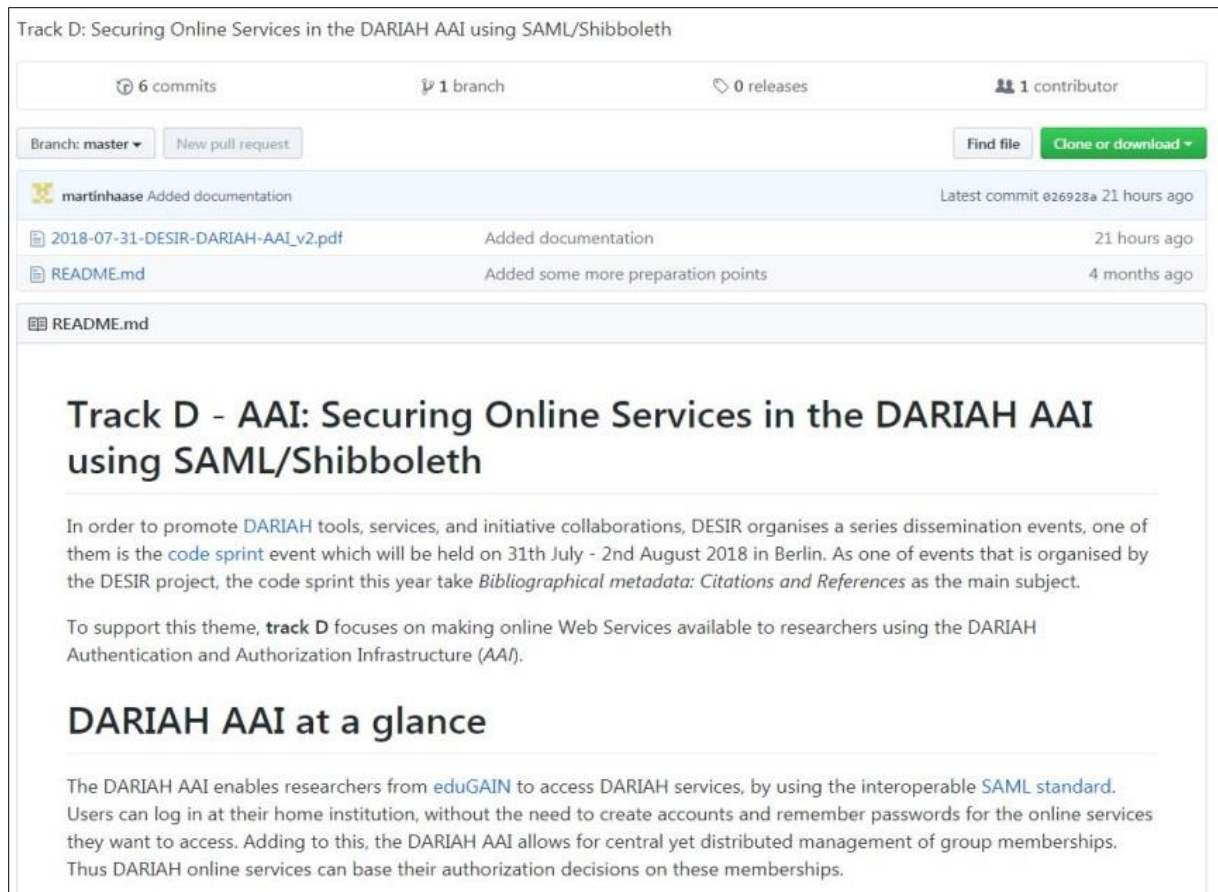 Track D: Securing Online Services in the DARIAH AAI using SAML/Shibboleth
6 commits 1 branch 0 releases 1 contributor
Branch: master New pull request Find file Clone or download
martinhaase Added documentation Latest commit 026928a 21 hours ago
2018-07-31-DESIR-DARIAH-AAI_v2.pdf Added documentation 21 hours ago
README.md Added some more preparation points 4 months ago
README.md
Track D - AAI: Securing Online Services in the DARIAH AAI
using SAML/Shibboleth
In order to promote DARIAH tools, services, and initiative collaborations, DESIR organises a series dissemination events, one of
them is the code sprint event which will be held on 31th July - 2nd August 2018 in Berlin. As one of events that is organised by
the DESIR project, the code sprint this year take Bibliographical metadata: Citations and References as the main subject.
To support this theme, track D focuses on making online Web Services available to researchers using the DARIAH
Authentication and Authorization Infrastructure (AAI).
DARIAH AAI at a glance
The DARIAH AAI enables researchers from eduGAIN to access DARIAH services, by using the interoperable SAML standard.
Users can log in at their home institution, without the need to create accounts and remember passwords for the online services
they want to access. Adding to this, the DARIAH AAI allows for central yet distributed management of group memberships.
Thus DARIAH online services can base their authorization decisions on these memberships.